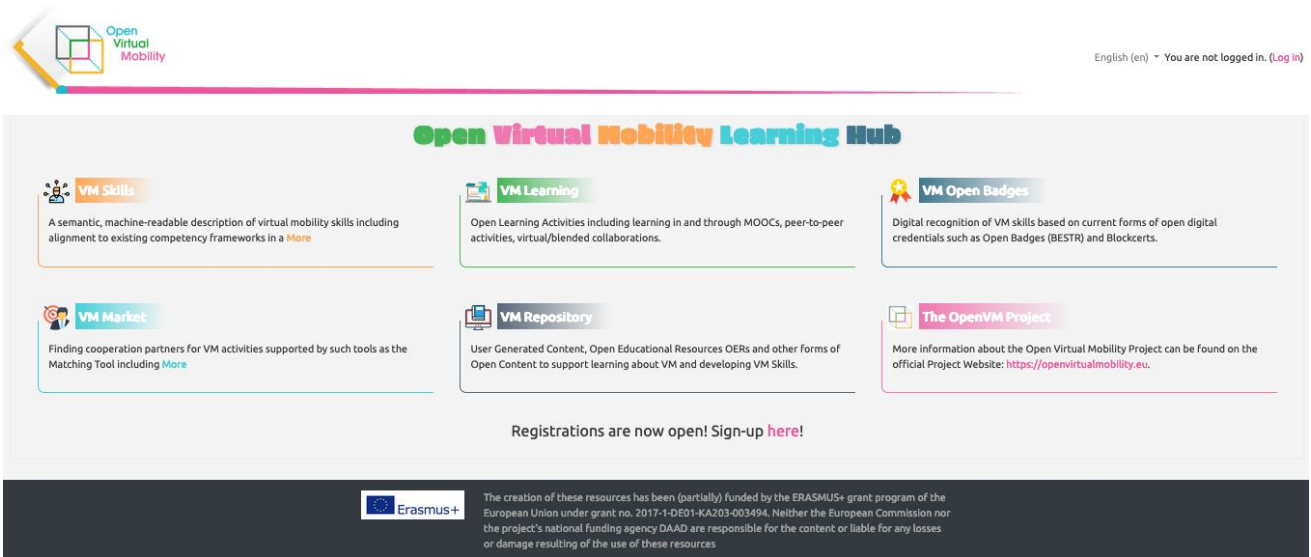 Open
Virtual
Mobility
English (en) You are not logged in. (Log in)
Open Virtual Mobility Learning Hub
VM Skills
A semantic, machine-readable description of virtual mobility skills including
alignment to existing competency frameworks in a More
VM Learning
Open Learning Activities including learning in and through MOOCs, peer-to-peer
activities, virtual/blended collaborations.
VM Open Badges
Digital recognition of VM skills based on current forms of open digital
credentials such as Open Badges (BESTR) and Blockcerts.
VM Market
Finding cooperation partners for VM activities supported by such tools as the
Matching Tool including More
VM Repository
User Generated Content, Open Educational Resources OERs and other forms of
Open Content to support learning about VM and developing VM Skills.
The OpenVM Project
More information about the Open Virtual Mobility Project can be found on the
official Project Website: https://openvirtualmobility.eu.
Registrations are now open! Sign-up here!
Erasmus+
The creation of these resources has been (partially) funded by the ERASMUS+ grant program of the
European Union under grant no. 2017-1-DE01-KA203-003494. Neither the European Commission nor
the project's national funding agency DAAD are responsible for the content or liable for any losses
or damage resulting of the use of these resources